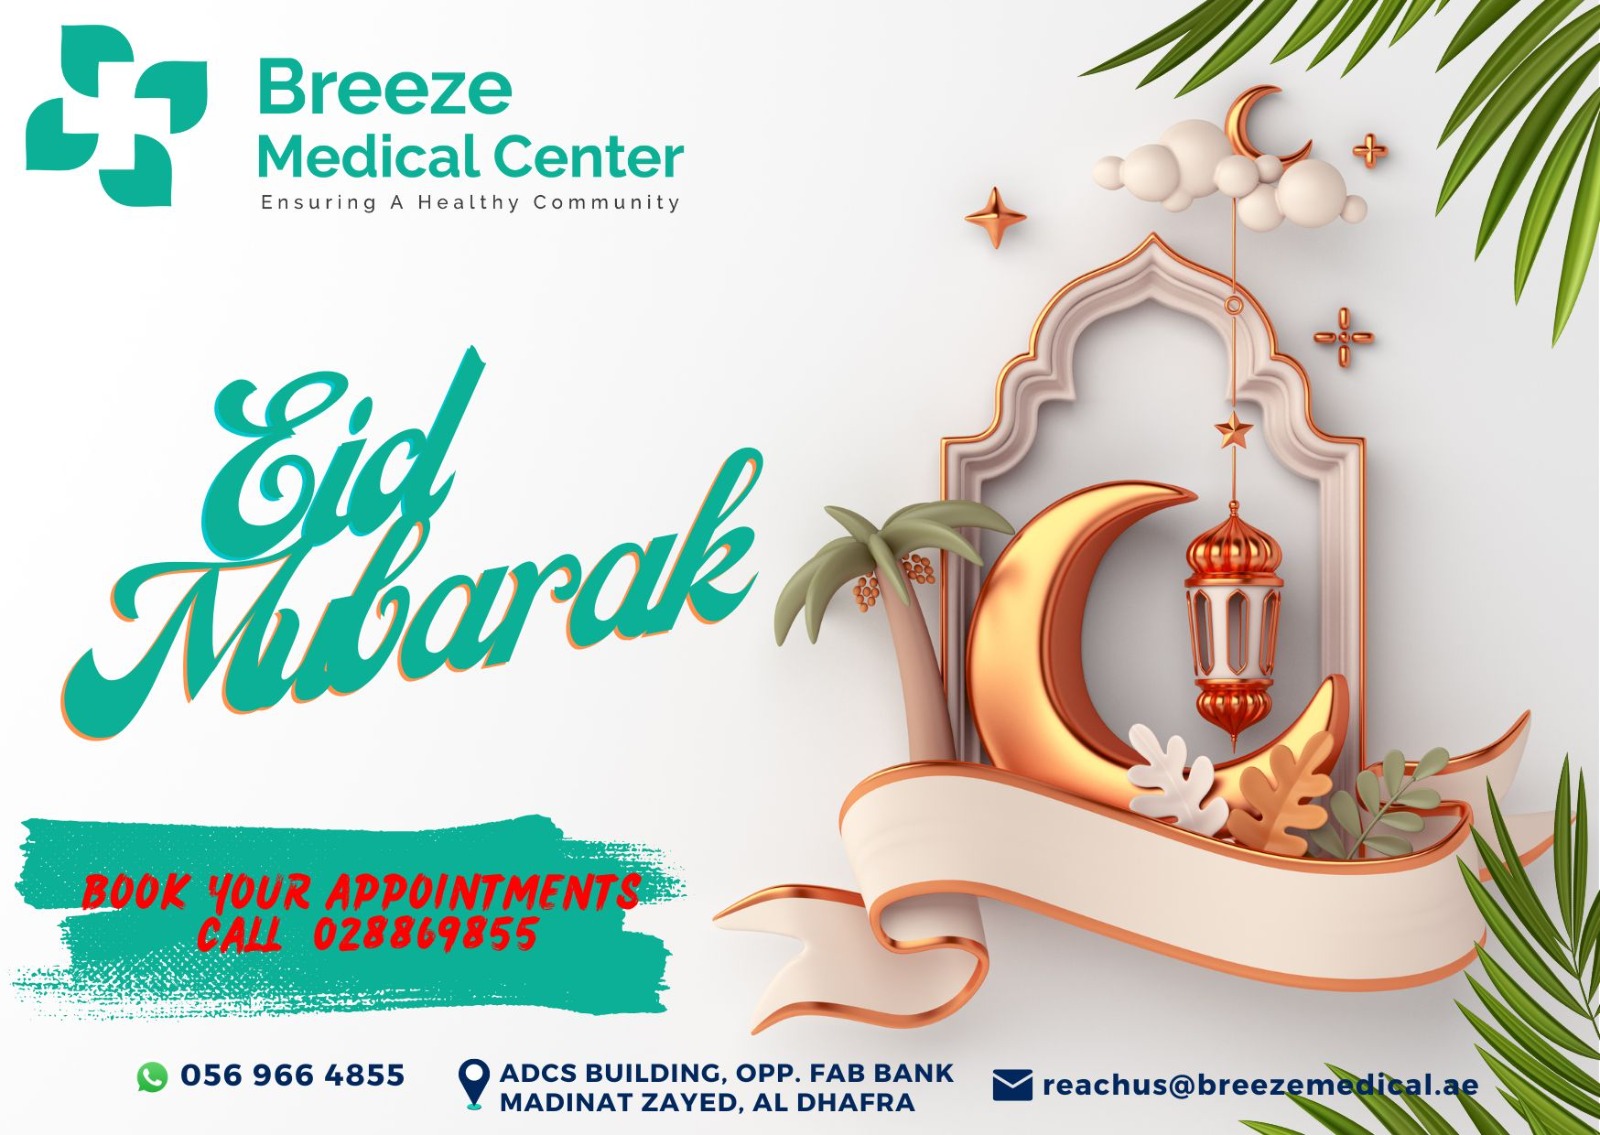 Breeze
Medical Center
Ensuring A Healthy Community
Eid
Mubarak
BOOK YOUR APPOINTMENTS
CALL 028869855
056 966 4855
ADCS BUILDING, OPP. FAB BANK
MADINAT ZAYED, AL DHAFRA
reachus@breezemedical.ae